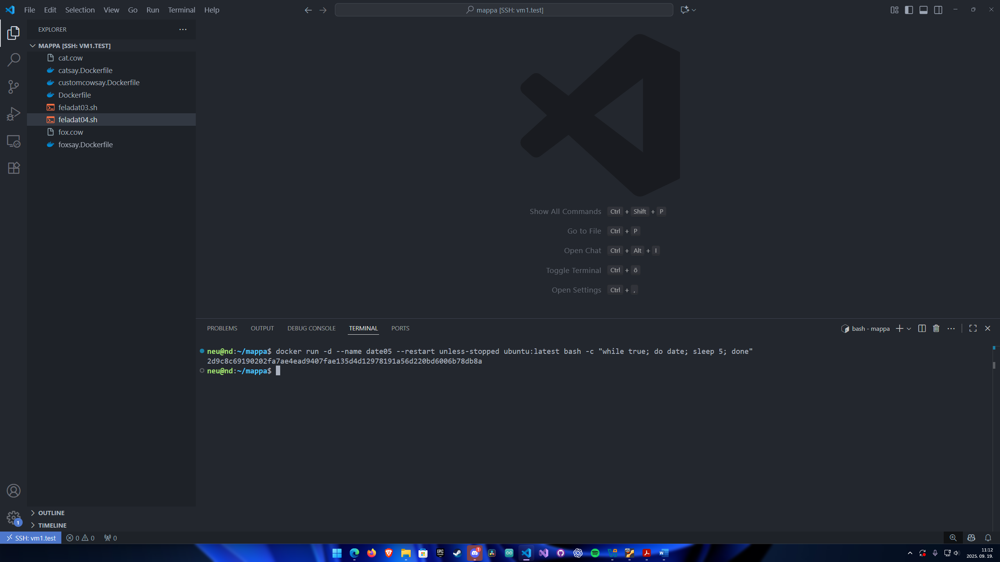 File Edit Selection View Go Run Terminal Help
mappa [SSH: vm1.test]
EXPLORER
MAPPA [SSH: VM1.TEST]
cat.cow
catsay.Dockerfile
customcowsay.Dockerfile
Dockerfile
feladat03.sh
feladat04.sh
fox.cow
foxsay.Dockerfile
Show All Commands Ctrl + Shift + P
Go to File Ctrl + P
Open Chat Ctrl + Alt + I
Toggle Terminal Ctrl + ö
Open Settings Ctrl + ,
PROBLEMS OUTPUT DEBUG CONSOLE TERMINAL PORTS
bash - mappa
neu@nd:~/mappa$ docker run -d --name date05 --restart unless-stopped ubuntu:latest bash -c "while true; do date; sleep 5; done"
2d9c8c69190202fa7ae4ead9407fae135d4d12978191a56d220bd6006b78db8a
neu@nd:~/mappa$
OUTLINE
1
TIMELINE
SSH: vm1.test 0 0 0
EPIC GAMES
1
x64
W
11:12
2025. 09. 19.